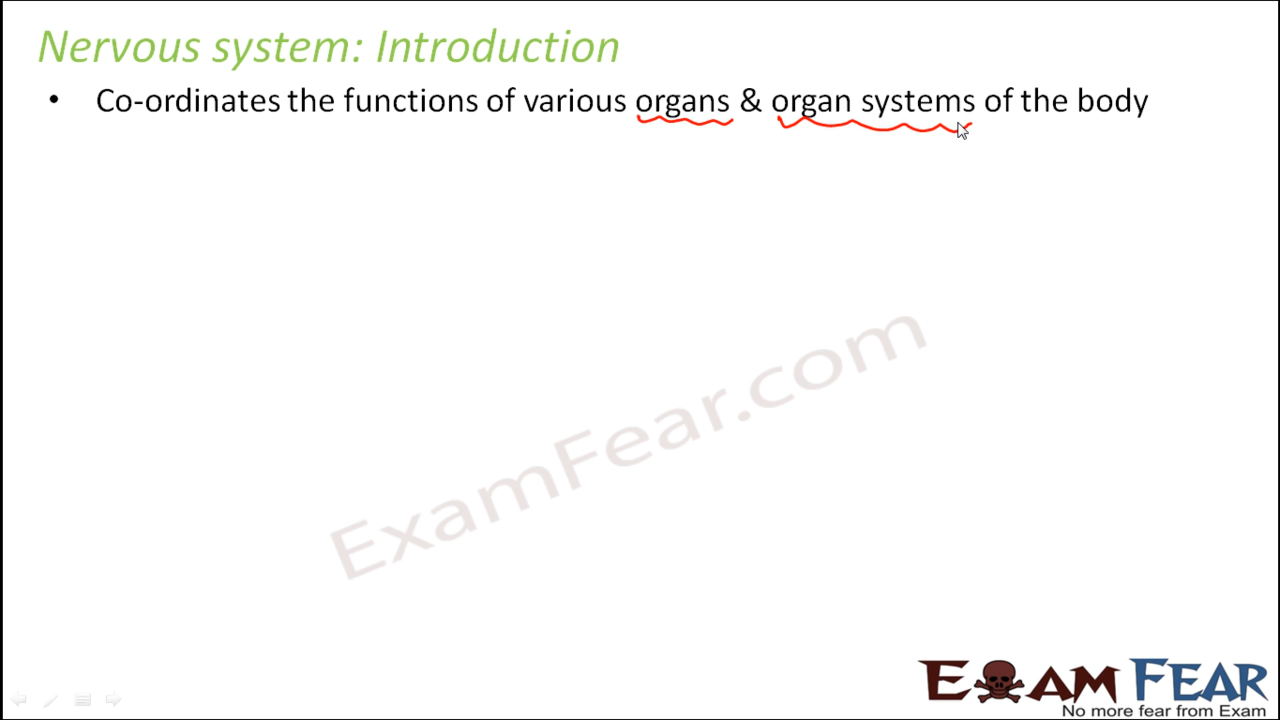 Nervous system: Introduction
• Co-ordinates the functions of various organs & organ systems of the body
ExamFear.com
EXAM FEAR
No more fear from Exam